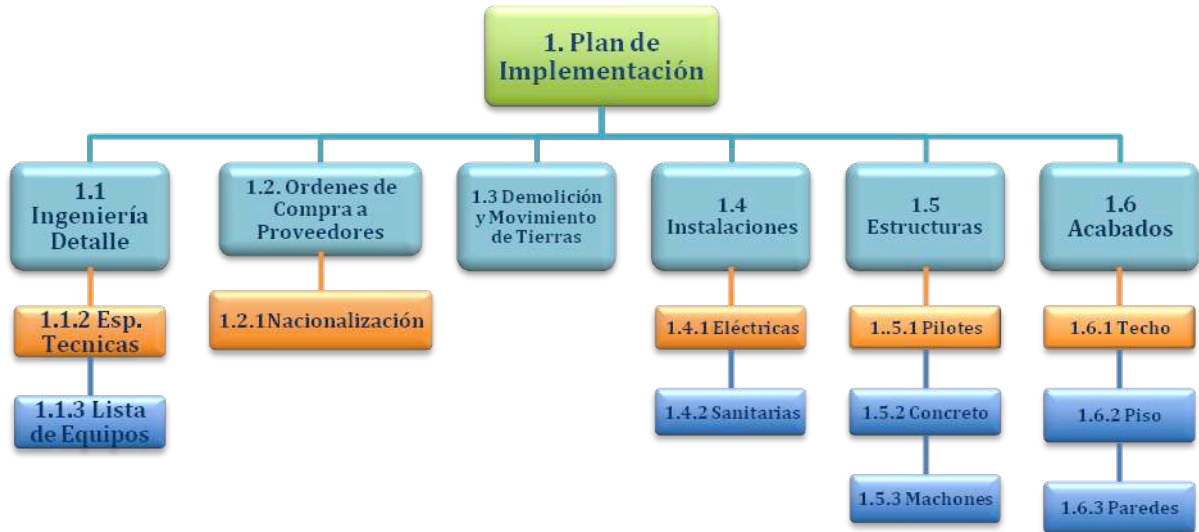 1. Plan de
Implementación
1.1
Ingeniería
Detalle
1.2. Ordenes de
Compra a
Proveedores
1.3 Demolición
y Movimiento
de Tierras
1.4
Instalaciones
1.5
Estructuras
1.6
Acabados
1.1.2 Esp.
Tecnicas
1.2.1Nacionalización
1.4.1 Eléctricas
1..5.1 Pilotes
1.6.1 Techo
1.1.3 Lista
de Equipos
1.4.2 Sanitarias
1.5.2 Concreto
1.6.2 Piso
1.5.3 Machones
1.6.3 Paredes